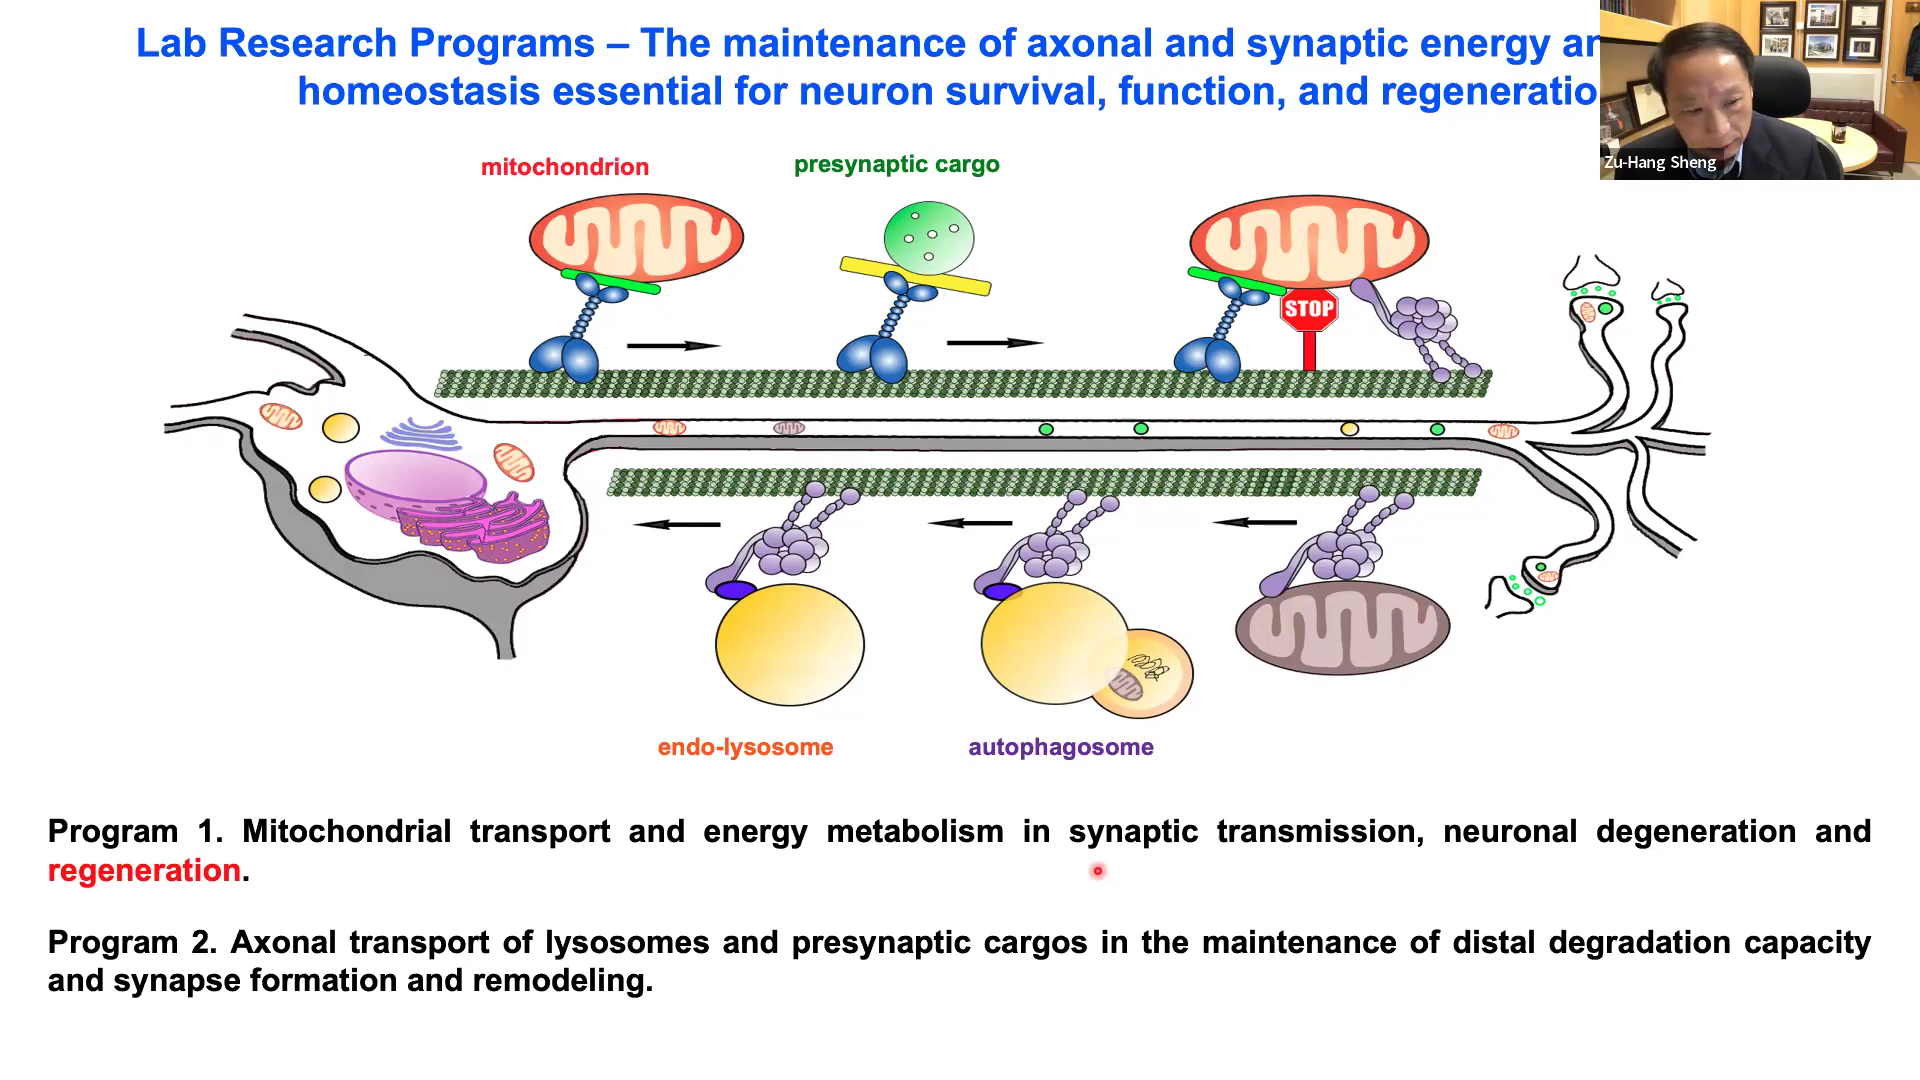 Lab Research Programs – The maintenance of axonal and synaptic energy
homeostasis essential for neuron survival, function, and
Zu-Hang Sheng
mitochondrion
presynaptic cargo
STOP
endo-lysosome
autophagosome
Program 1. Mitochondrial transport and energy metabolism in synaptic transmission, neuronal degeneration and
regeneration.
Program 2. Axonal transport of lysosomes and presynaptic cargos in the maintenance of distal degradation capacity
and synapse formation and remodeling.